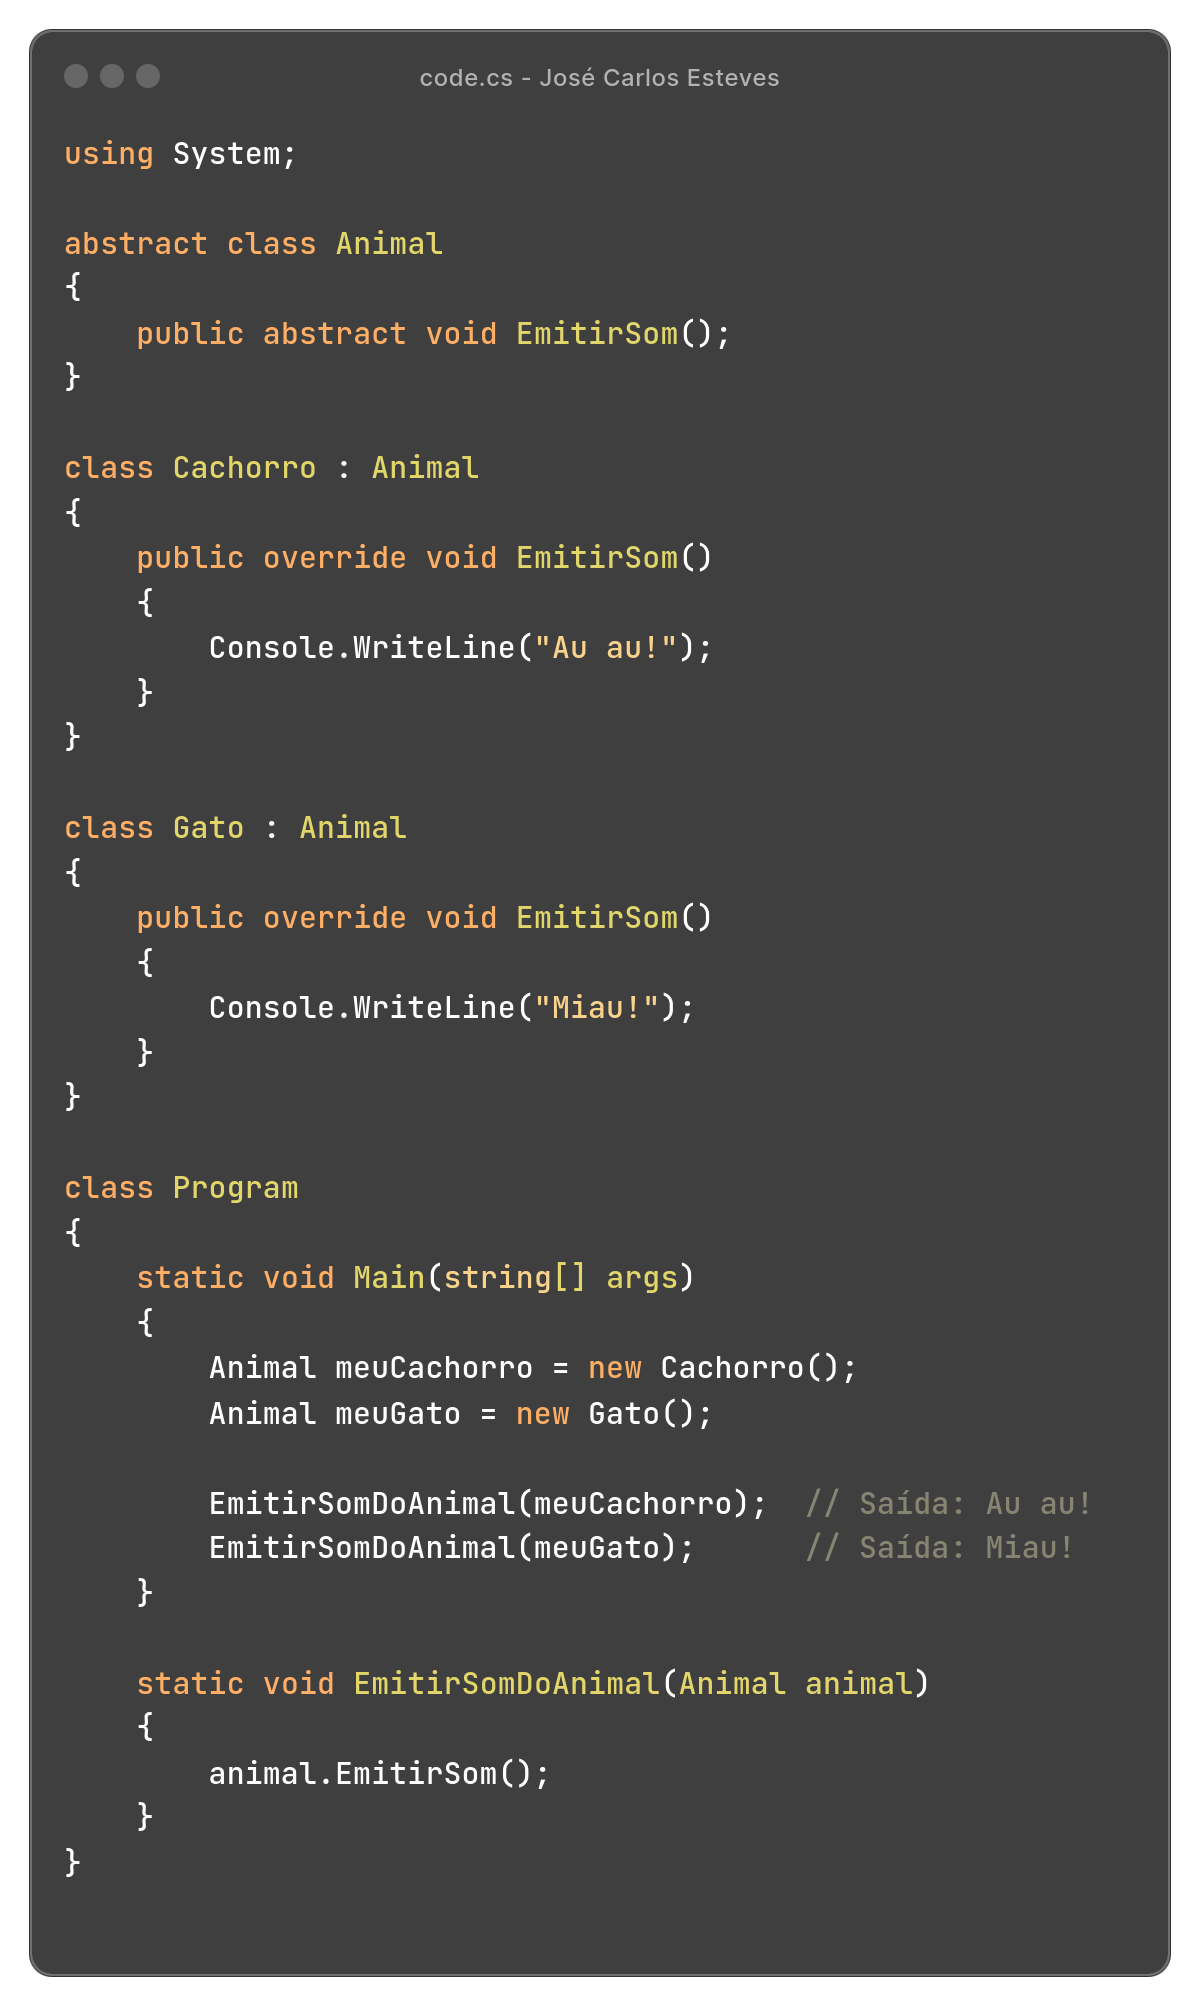 code.cs - José Carlos Esteves
using System;

abstract class Animal
{
    public abstract void EmitirSom();
}

class Cachorro : Animal
{
    public override void EmitirSom()
    {
        Console.WriteLine("Au au!");
    }
}

class Gato : Animal
{
    public override void EmitirSom()
    {
        Console.WriteLine("Miau!");
    }
}

class Program
{
    static void Main(string[] args)
    {
        Animal meuCachorro = new Cachorro();
        Animal meuGato = new Gato();

        EmitirSomDoAnimal(meuCachorro);  // Saída: Au au!
        EmitirSomDoAnimal(meuGato);      // Saída: Miau!
    }

    static void EmitirSomDoAnimal(Animal animal)
    {
        animal.EmitirSom();
    }
}